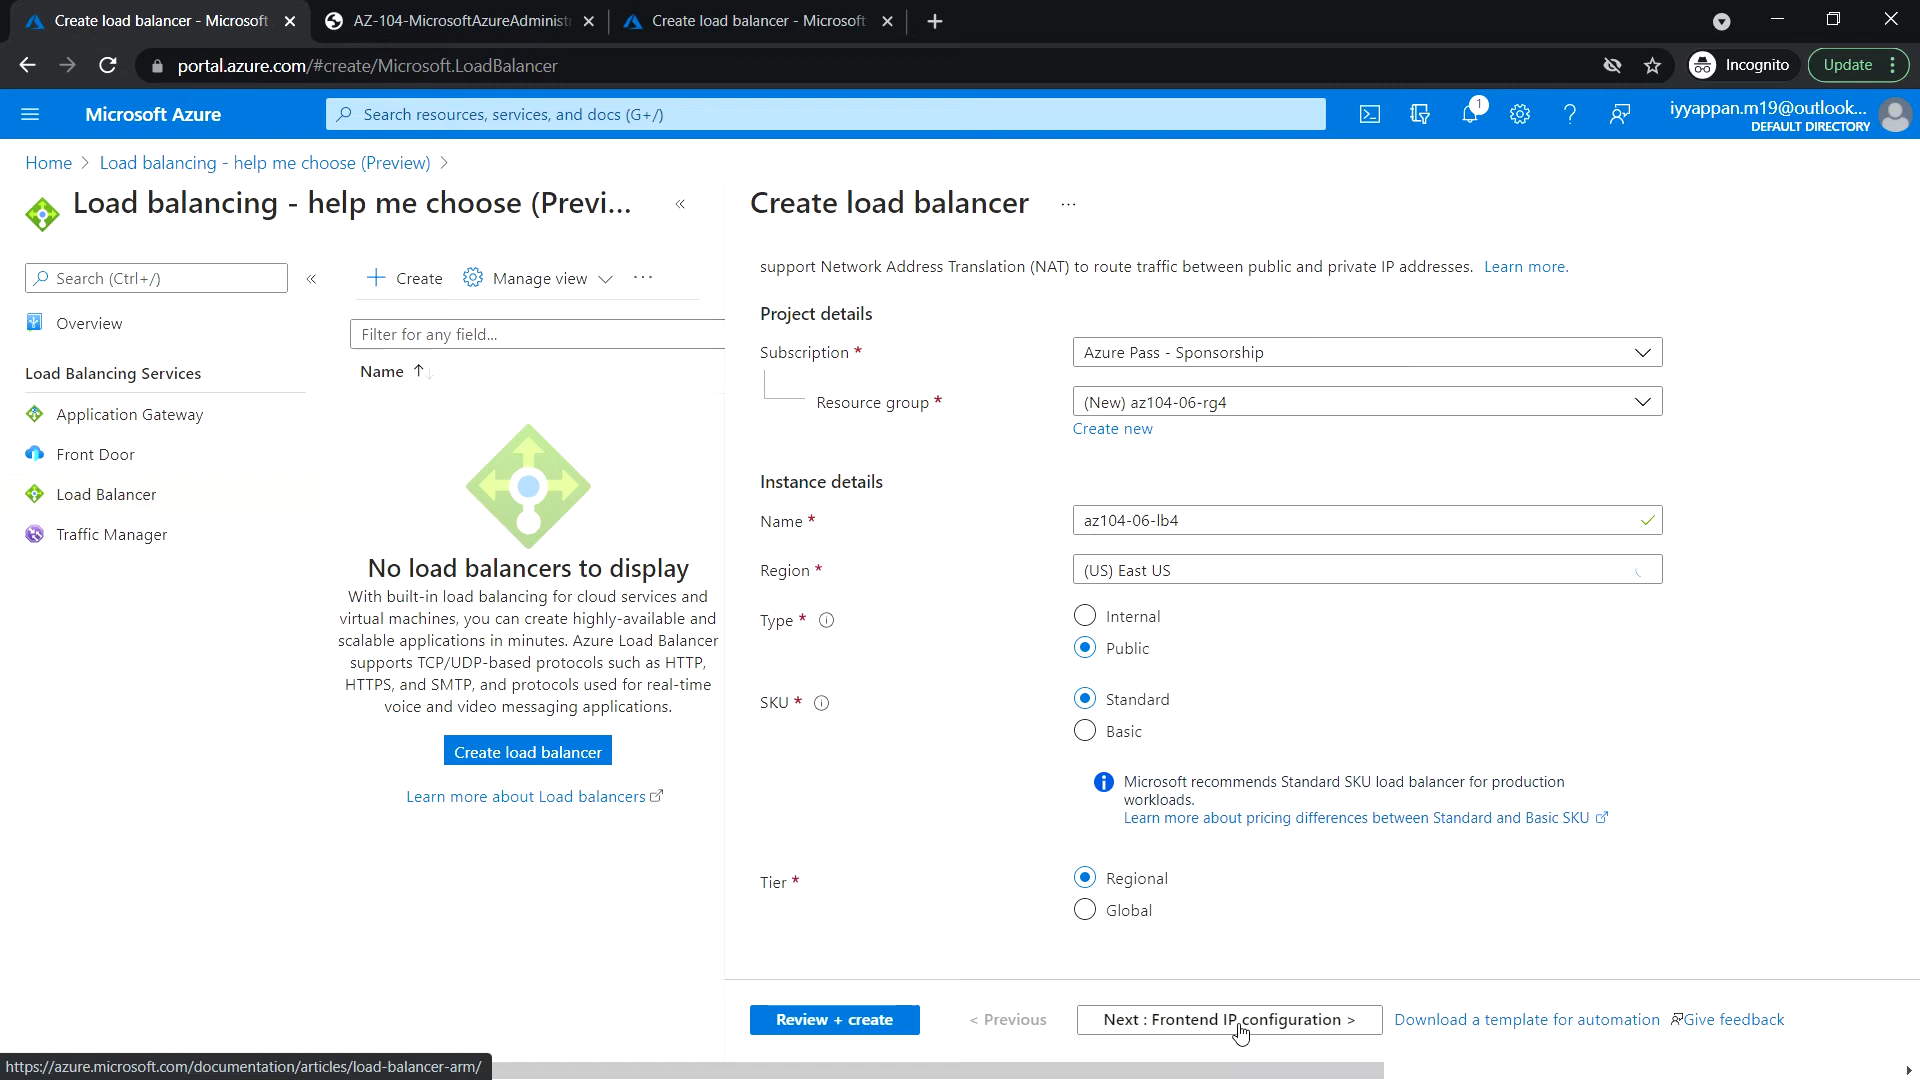 Create load balancer - Microsoft
AZ-104-MicrosoftAzureAdminist
Create load balancer - Microsoft
portal.azure.com/#create/Microsoft.LoadBalancer
Incognito
Update
Microsoft Azure
Search resources, services, and docs (G+/)
1
iyyappan.m19@outlook...
DEFAULT DIRECTORY
Home > Load balancing - help me choose (Preview) >
Load balancing - help me choose (Previ...
«
Search (Ctrl+/)
«
Overview
Load Balancing Services
Application Gateway
Front Door
Load Balancer
Traffic Manager
+ Create
Manage view
...
Filter for any field...
Name ↑↓
No load balancers to display
With built-in load balancing for cloud services and
virtual machines, you can create highly-available and
scalable applications in minutes. Azure Load Balancer
supports TCP/UDP-based protocols such as HTTP,
HTTPS, and SMTP, and protocols used for real-time
voice and video messaging applications.
Create load balancer
Learn more about Load balancers
Create load balancer ...
support Network Address Translation (NAT) to route traffic between public and private IP addresses. Learn more.
Project details
Subscription *
Azure Pass - Sponsorship
Resource group *
(New) az104-06-rg4
Create new
Instance details
Name *
az104-06-lb4
Region *
(US) East US
Type *
Internal
Public
SKU *
Standard
Basic
Microsoft recommends Standard SKU load balancer for production
workloads.
Learn more about pricing differences between Standard and Basic SKU
Tier *
Regional
Global
Review + create
< Previous
Next : Frontend IP configuration >
Download a template for automation
Give feedback
https://azure.microsoft.com/documentation/articles/load-balancer-arm/